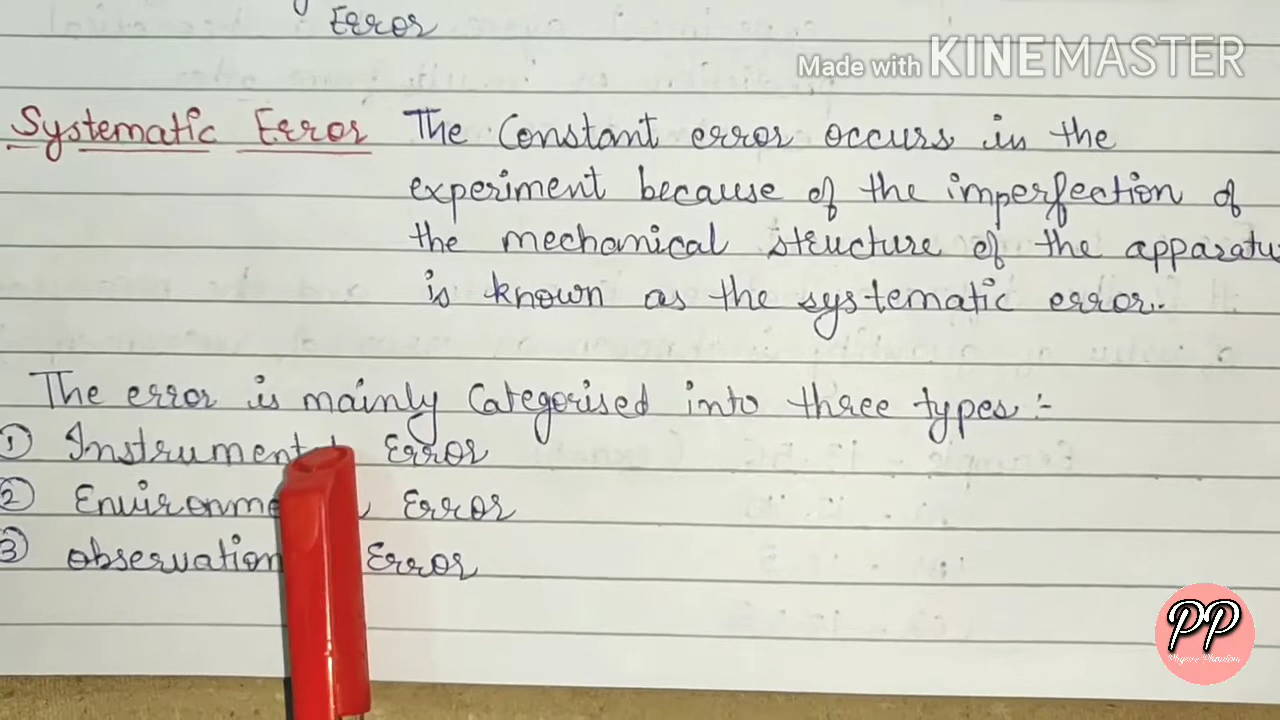 Error
Made with KINEMASTER
Systematic Error The Constant error occurs in the
experiment because of the imperfection of
the mechanical structure of the apparatu
is known as the systematic error.
The error is mainly Categorised into three types :-
① Instrument Error
② Environme Error
③ observation Error
PP